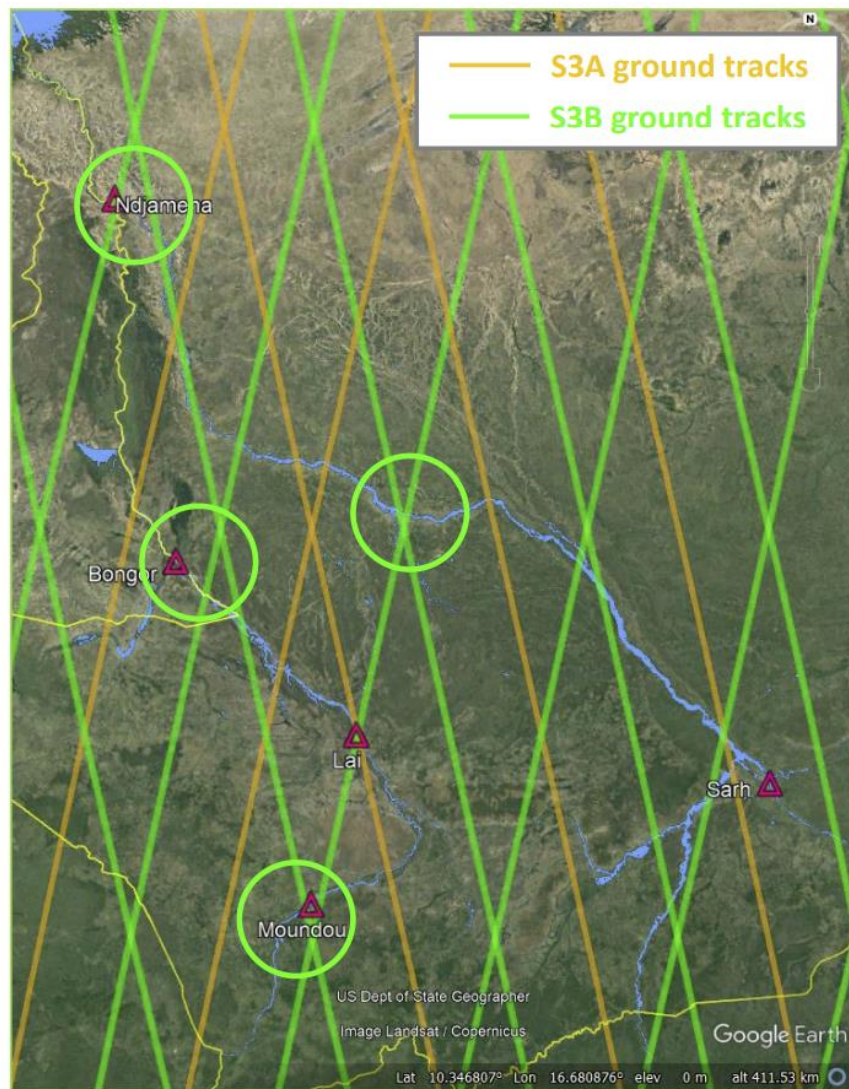 N
S3A ground tracks
S3B ground tracks
Ndjamena
Bongor
Lai
Sarh
Moundou
US Dept of State Geographer
Image Landsat / Copernicus
Google Earth
Lat 10.346807° Lon 16.680876° elev 0 m alt 411.53 km